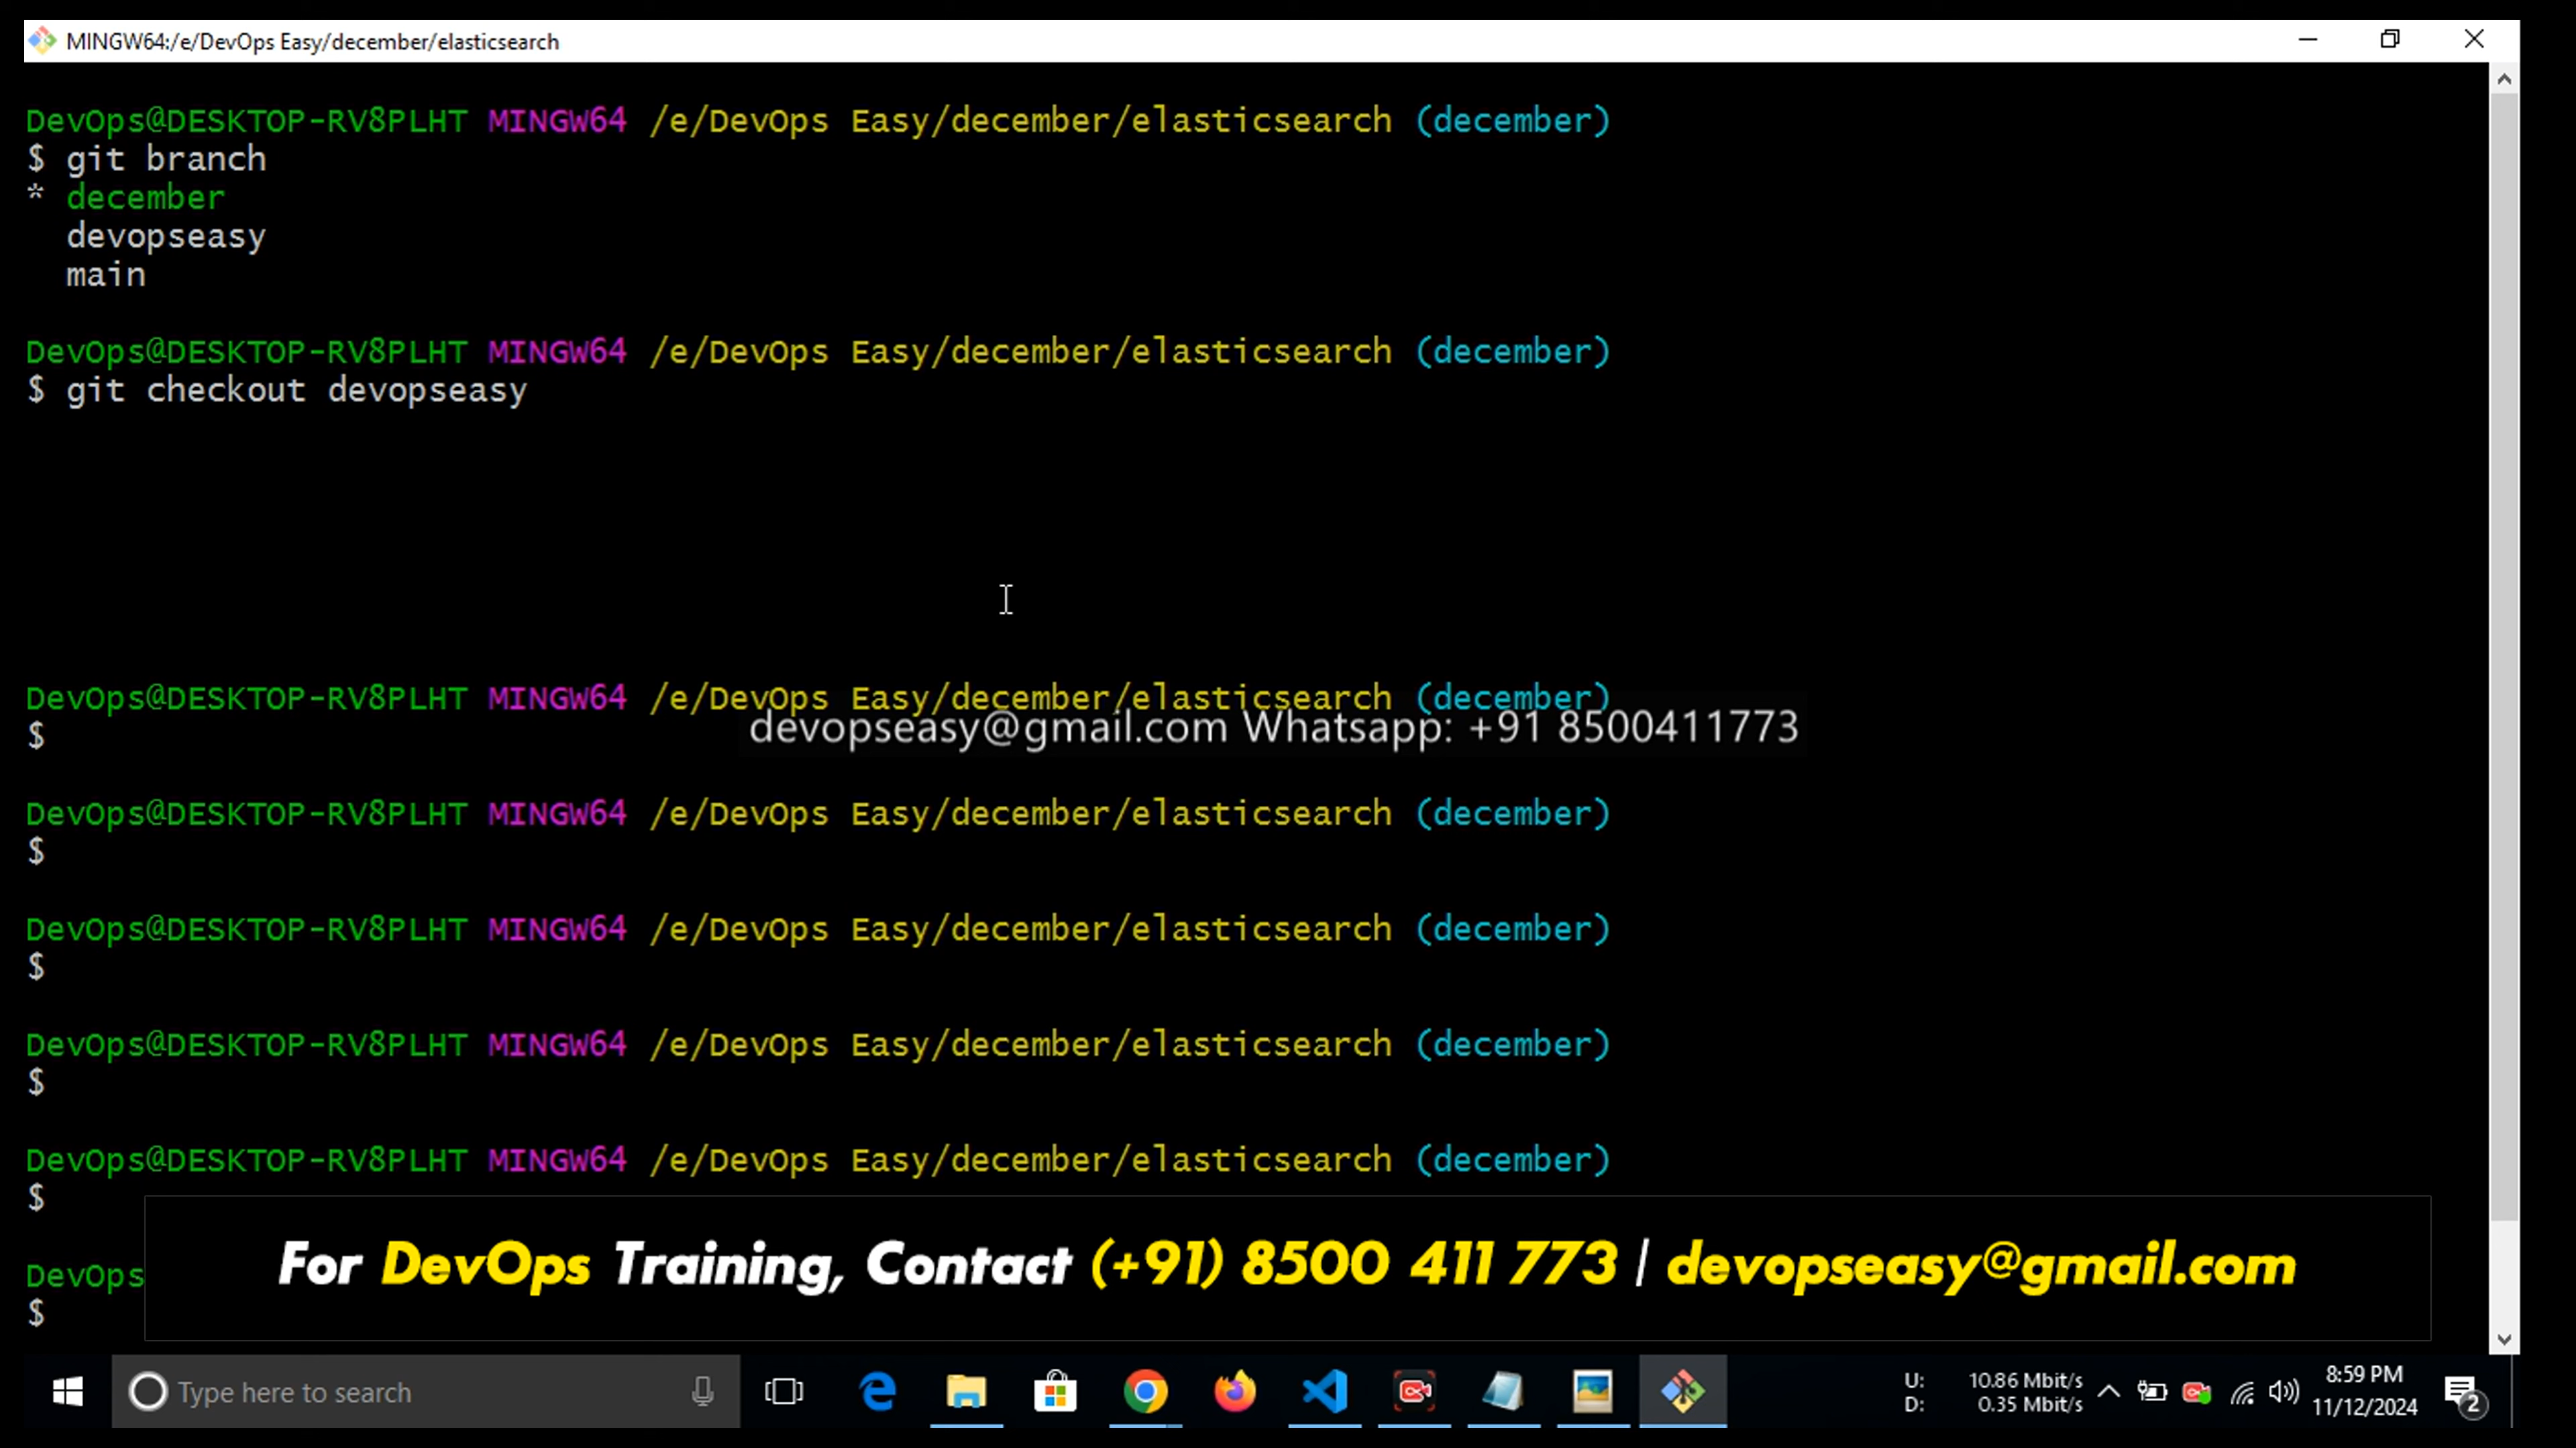 MINGW64:/e/DevOps Easy/december/elasticsearch
DevOps@DESKTOP-RV8PLHT MINGW64 /e/DevOps Easy/december/elasticsearch (december)
$ git branch
* december
devopseasy
main
DevOps@DESKTOP-RV8PLHT MINGW64 /e/DevOps Easy/december/elasticsearch (december)
$ git checkout devopseasy
DevOps@DESKTOP-RV8PLHT MINGW64 /e/DevOps Easy/december/elasticsearch (december)
$
devopseasy@gmail.com Whatsapp: +91 8500411773
DevOps@DESKTOP-RV8PLHT MINGW64 /e/DevOps Easy/december/elasticsearch (december)
$
DevOps@DESKTOP-RV8PLHT MINGW64 /e/DevOps Easy/december/elasticsearch (december)
$
DevOps@DESKTOP-RV8PLHT MINGW64 /e/DevOps Easy/december/elasticsearch (december)
$
DevOps@DESKTOP-RV8PLHT MINGW64 /e/DevOps Easy/december/elasticsearch (december)
$
DevOps
$
For DevOps Training, Contact (+91) 8500 411 773 | devopseasy@gmail.com
Type here to search
U: 10.86 Mbit/s
D: 0.35 Mbit/s
8:59 PM
11/12/2024
2